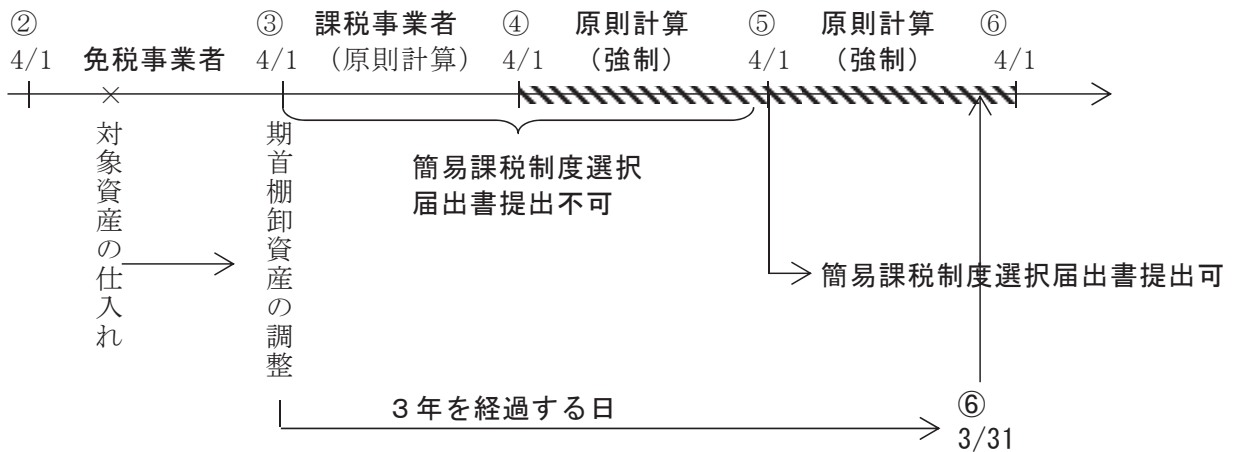 ② ③ 課税事業者 ④ 原則計算 ⑤ 原則計算 ⑥
4/1 免税事業者 4/1 (原則計算) 4/1 (強制) 4/1 (強制) 4/1
×
対象資産の仕入れ
期首棚卸資産の調整
簡易課税制度選択
届出書提出不可
簡易課税制度選択届出書提出可
3年を経過する日
⑥
3/31